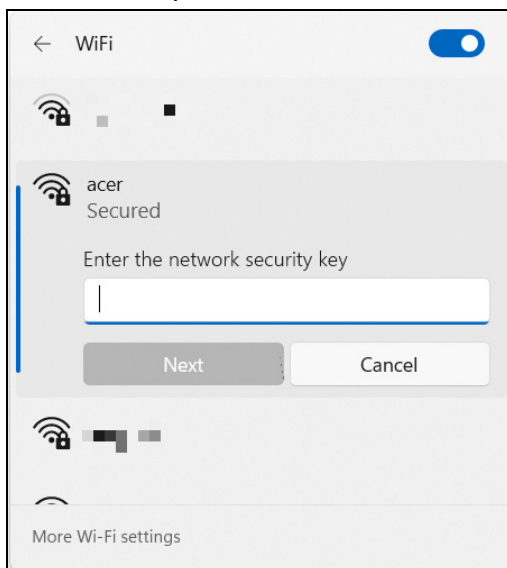 WiFi
acer
Secured
Enter the network security key
Next
Cancel
More Wi-Fi settings